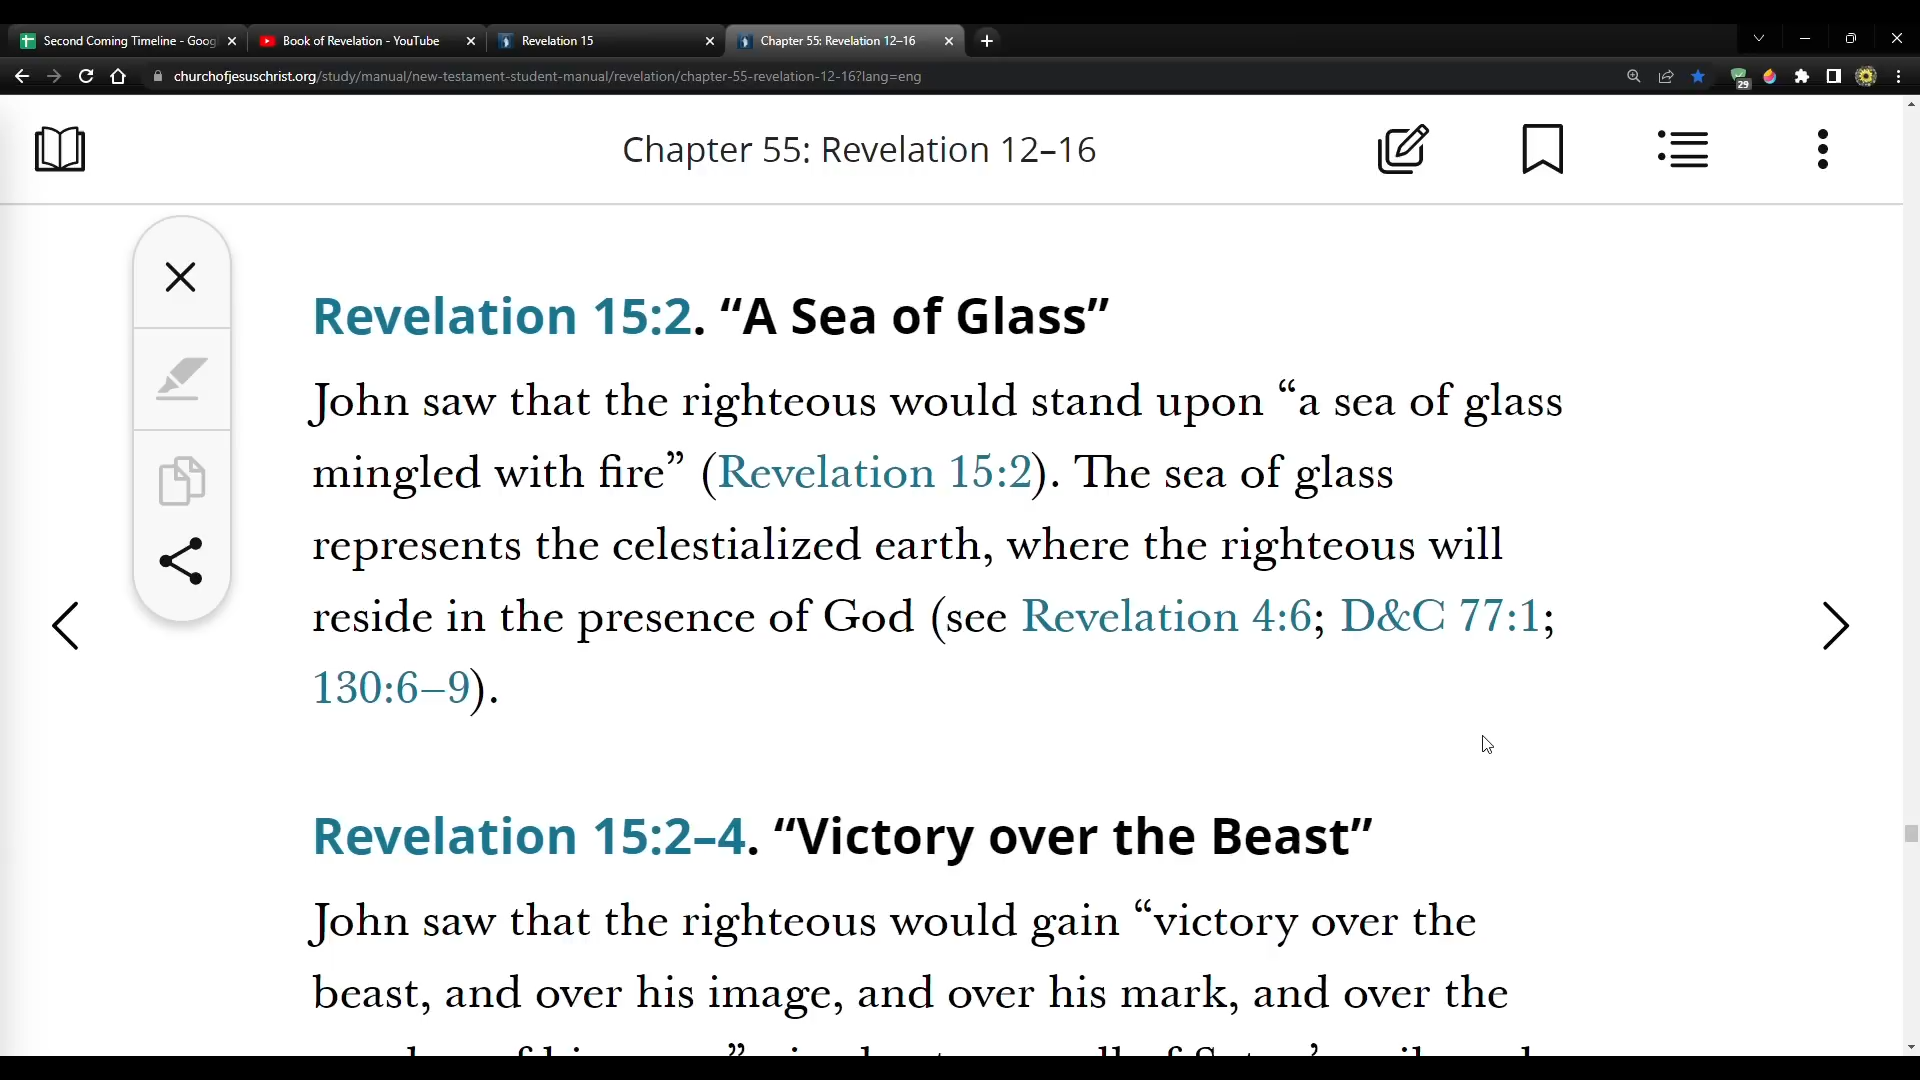 Second Coming Timeline - Goog
Book of Revelation - YouTube
Revelation 15
Chapter 55: Revelation 12–16
churchofjesuschrist.org/study/manual/new-testament-student-manual/revelation/chapter-55-revelation-12-16?lang=eng
29
Chapter 55: Revelation 12–16
Revelation 15:2. “A Sea of Glass”
John saw that the righteous would stand upon “a sea of glass
mingled with fire” (Revelation 15:2). The sea of glass
represents the celestialized earth, where the righteous will
reside in the presence of God (see Revelation 4:6; D&C 77:1;
130:6–9).
Revelation 15:2–4. “Victory over the Beast”
John saw that the righteous would gain “victory over the
beast, and over his image, and over his mark, and over the